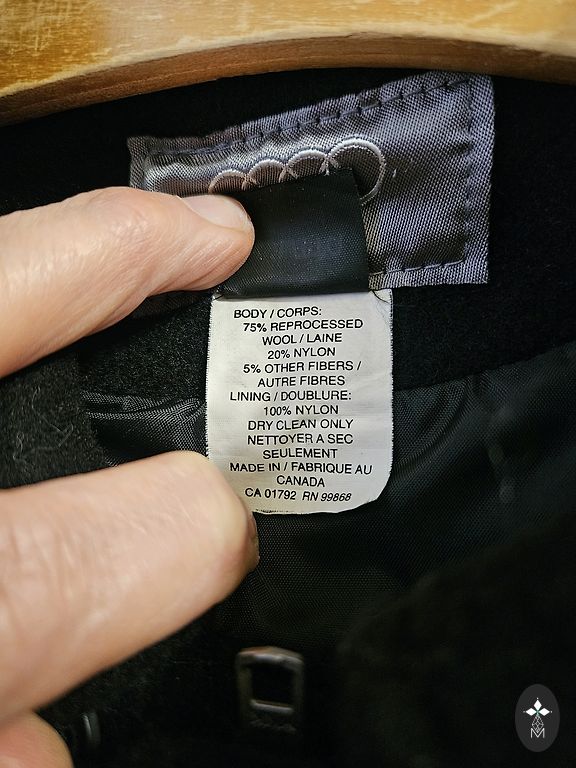 BODY / CORPS:
75% REPROCESSED
WOOL / LAINE
20% NYLON
5% OTHER FIBERS /
AUTRE FIBRES
LINING / DOUBLURE:
100% NYLON
DRY CLEAN ONLY
NETTOYER A SEC
SEULEMENT
MADE IN / FABRIQUE AU
CANADA
CA 01792 RN 99868